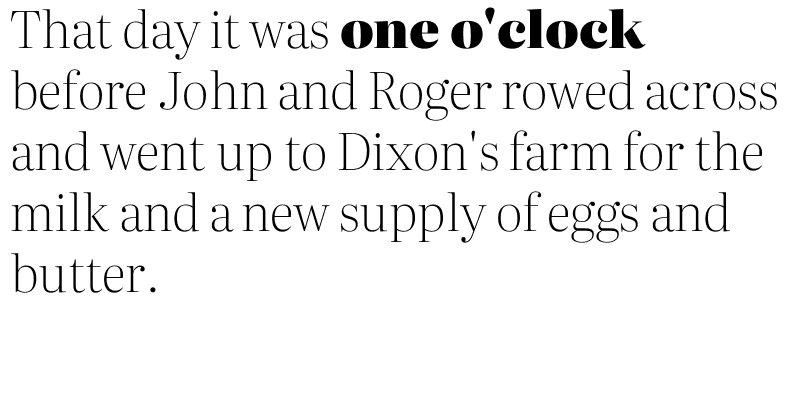 That day it was one o'clock
before John and Roger rowed across
and went up to Dixon's farm for the
milk and a new supply of eggs and
butter.